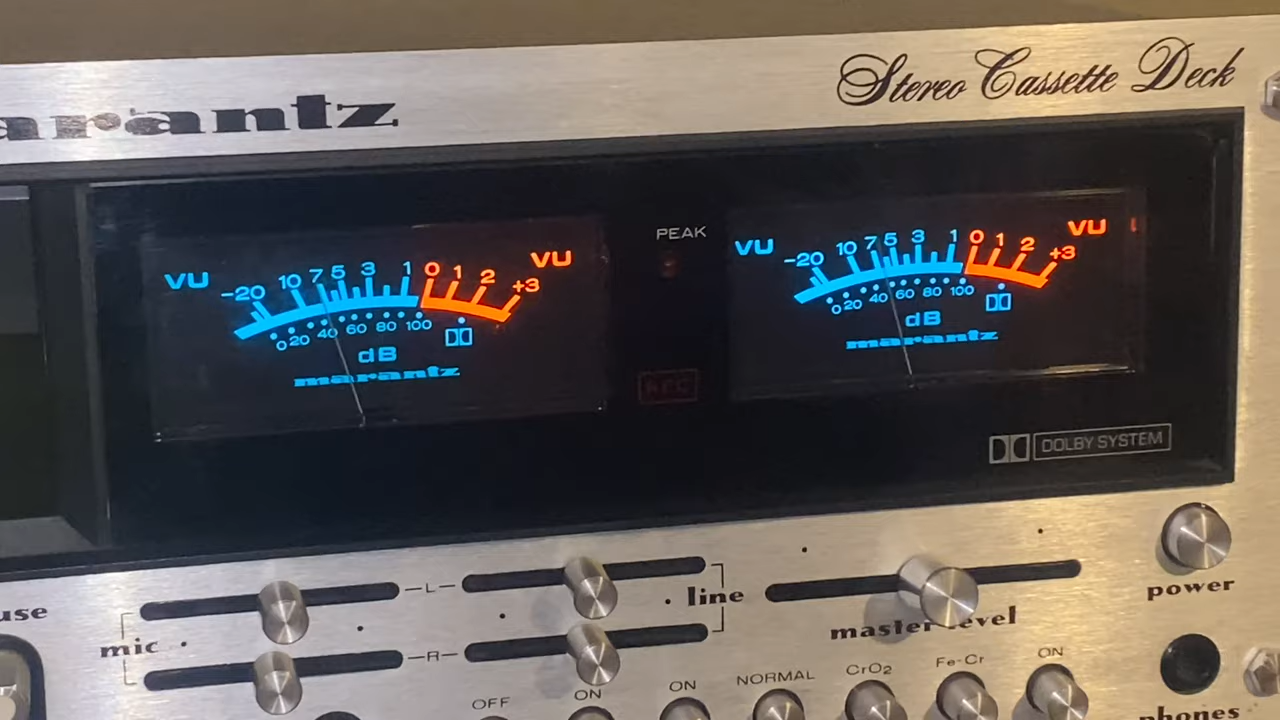 arantz
Stereo Cassette Deck
VU -20 10 7 5 3 1 0 1 2 +3 VU
0 20 40 60 80 100
dB
marantz
PEAK
REC
VU -20 10 7 5 3 1 0 1 2 +3 VU
0 20 40 60 80 100
dB
marantz
DOLBY SYSTEM
use
mic
L
R
line
master level
power
OFF
ON
ON
NORMAL
CrO2
Fe-Cr
ON
phones